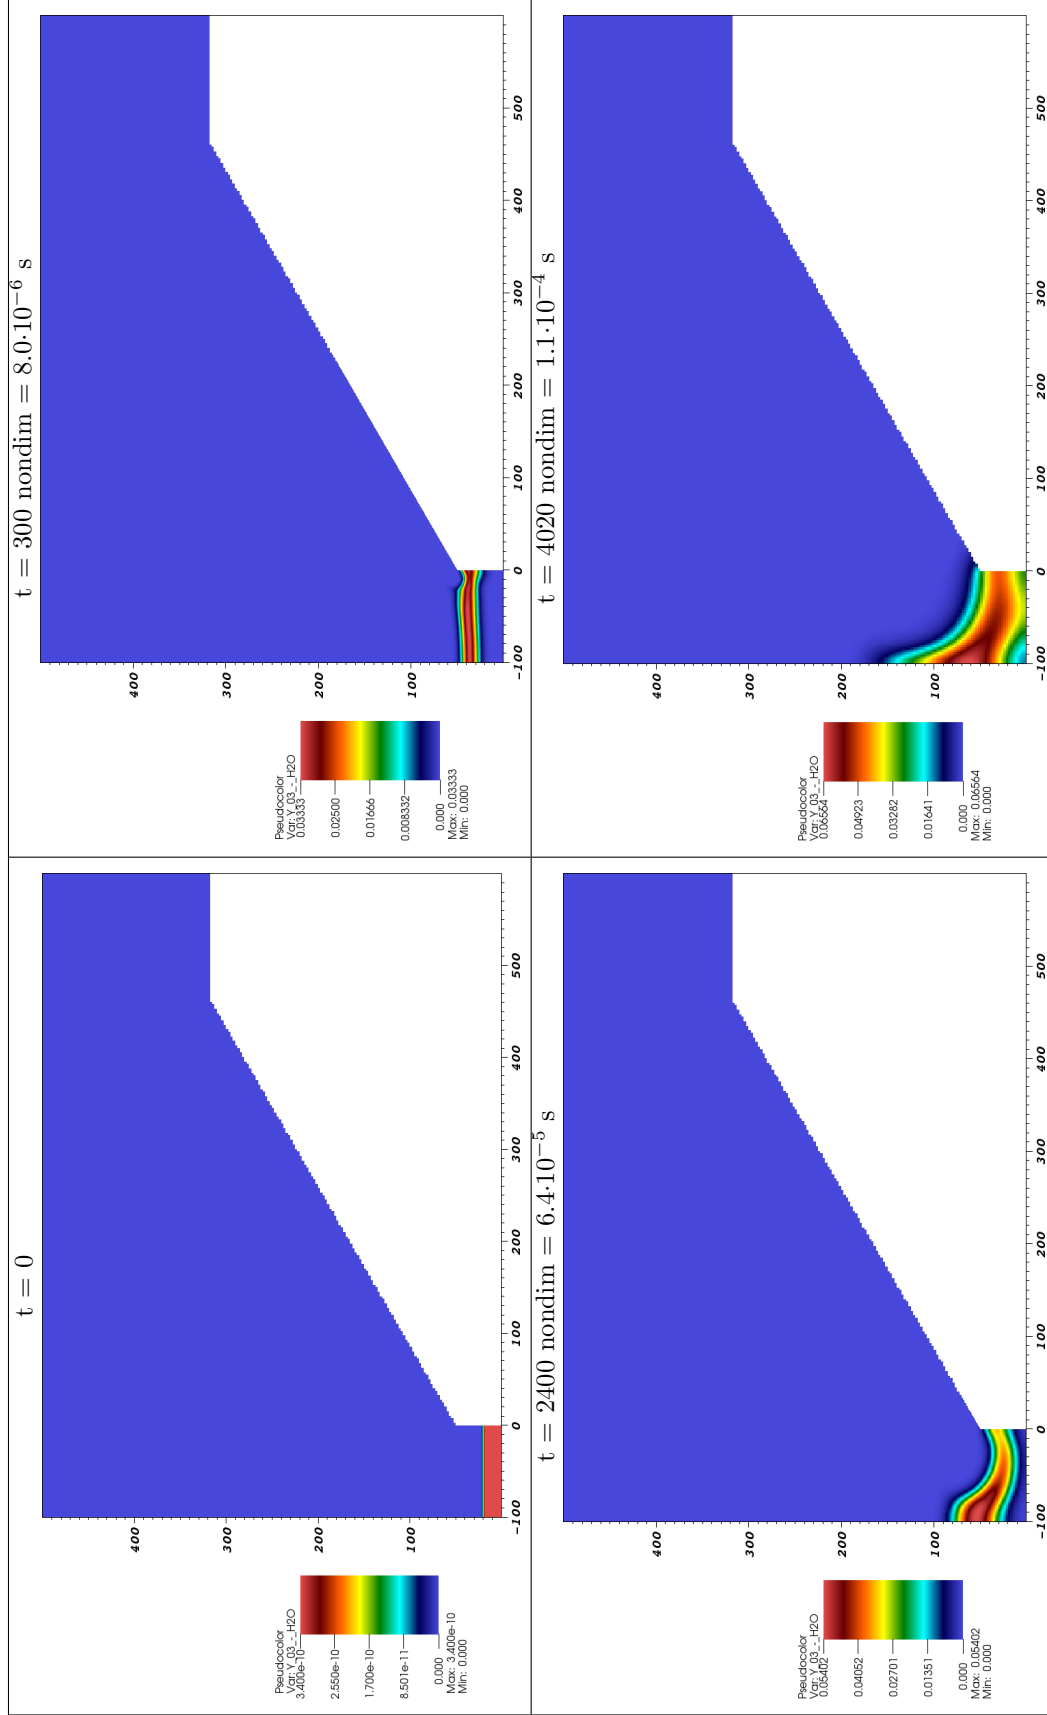 t = 0
Pseudocolor
Var: Y_03_-_H2O
3.400e-10
2.550e-10
1.700e-10
8.501e-11
0.000
Max: 3.400e-10
Min: 0.000
400
300
200
100
-100 0 100 200 300 400 500
t = 300 nondim = 8.0·10⁻⁶ s
Pseudocolor
Var: Y_03_-_H2O
0.03333
0.02500
0.01666
0.008332
0.000
Max: 0.03333
Min: 0.000
400
300
200
100
-100 0 100 200 300 400 500
t = 2400 nondim = 6.4·10⁻⁵ s
Pseudocolor
Var: Y_03_-_H2O
0.05402
0.04052
0.02701
0.01351
0.000
Max: 0.05402
Min: 0.000
400
300
200
100
-100 0 100 200 300 400 500
t = 4020 nondim = 1.1·10⁻⁴ s
Pseudocolor
Var: Y_03_-_H2O
0.06564
0.04923
0.03282
0.01641
0.000
Max: 0.06564
Min: 0.000
400
300
200
100
-100 0 100 200 300 400 500